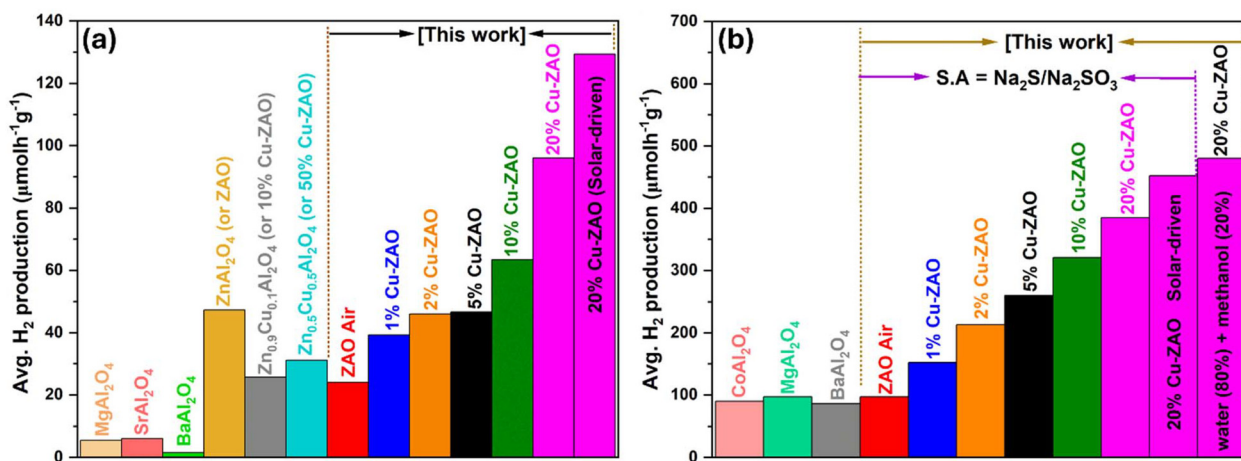 (a)
[This work]
Avg. H₂ production (μmolh⁻¹g⁻¹)
140
120
100
80
60
40
20
0
MgAl₂O₄
SrAl₂O₄
BaAl₂O₄
ZnAl₂O₄ (or ZAO)
Zn₀.₉Cu₀.₁Al₂O₄ (or 10% Cu-ZAO)
Zn₀.₅Cu₀.₅Al₂O₄ (or 50% Cu-ZAO)
ZAO Air
1% Cu-ZAO
2% Cu-ZAO
5% Cu-ZAO
10% Cu-ZAO
20% Cu-ZAO
20% Cu-ZAO (Solar-driven)
(b)
[This work]
S.A = Na₂S/Na₂SO₃
Avg. H₂ production (μmolh⁻¹g⁻¹)
700
600
500
400
300
200
100
0
CoAl₂O₄
MgAl₂O₄
BaAl₂O₄
ZAO Air
1% Cu-ZAO
2% Cu-ZAO
5% Cu-ZAO
10% Cu-ZAO
20% Cu-ZAO
20% Cu-ZAO Solar-driven
20% Cu-ZAO
water (80%) + methanol (20%)